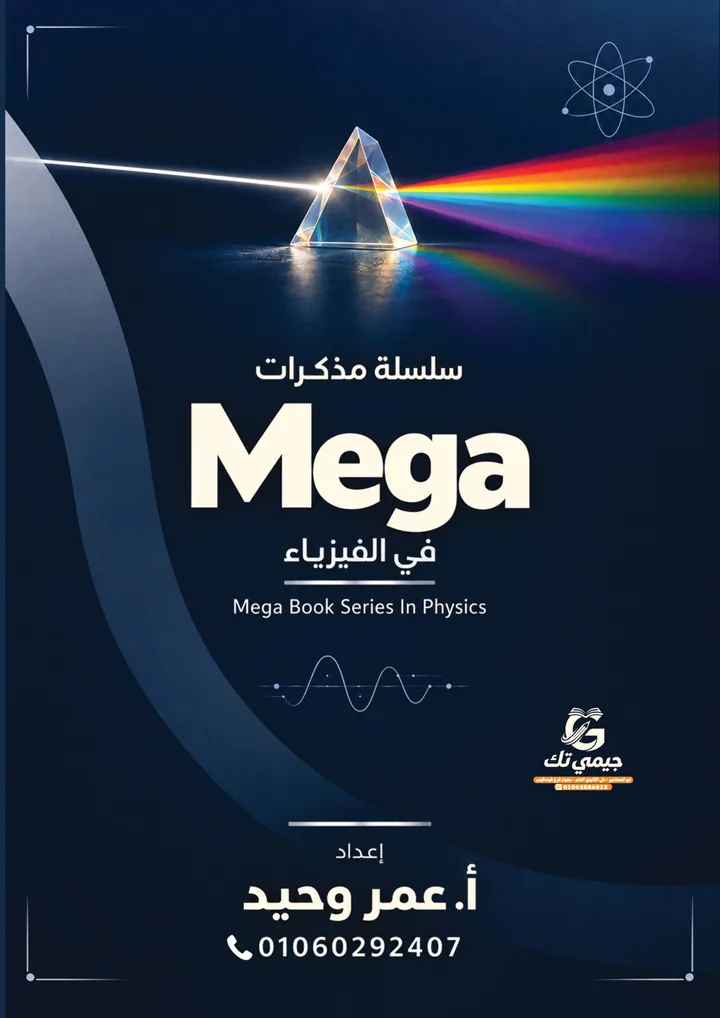 سلسلة مذكرات
Mega
في الفيزياء
Mega Book Series In Physics
جيمي تك
01062886015
إعداد
أ. عمر وحيد
01060292407